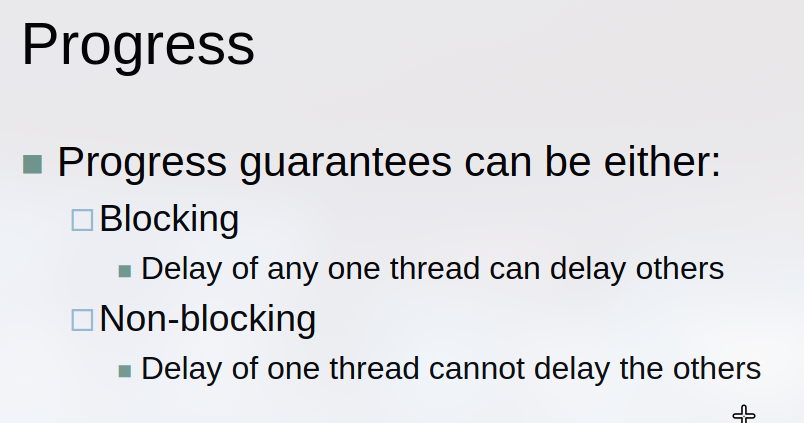 Progress
Progress guarantees can be either:
Blocking
Delay of any one thread can delay others
Non-blocking
Delay of one thread cannot delay the others